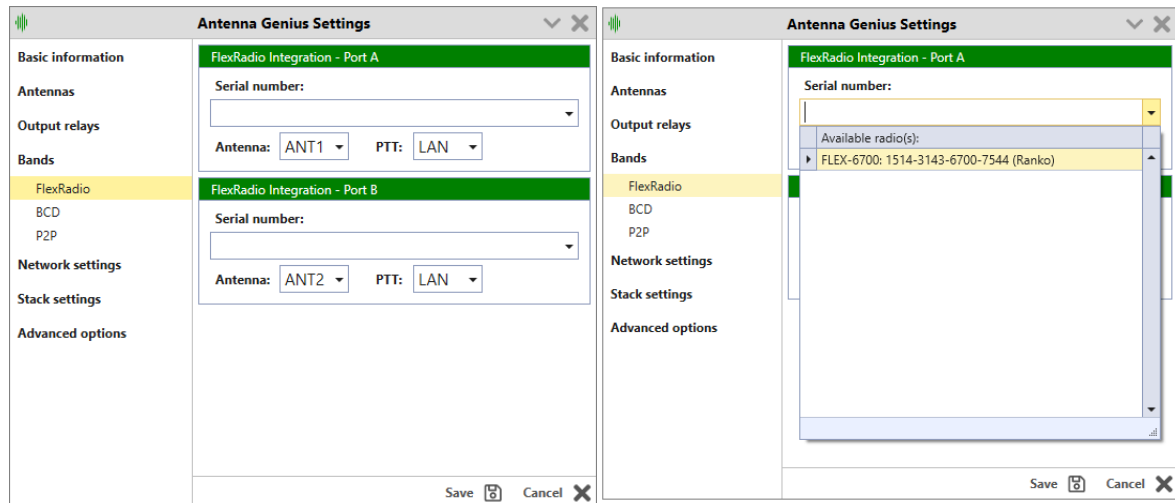 Antenna Genius Settings
Basic information
Antennas
Output relays
Bands
FlexRadio
BCD
P2P
Network settings
Stack settings
Advanced options
FlexRadio Integration - Port A
Serial number:
Antenna: ANT1 PTT: LAN
FlexRadio Integration - Port B
Serial number:
Antenna: ANT2 PTT: LAN
Save Cancel
Antenna Genius Settings
Basic information
Antennas
Output relays
Bands
FlexRadio
BCD
P2P
Network settings
Stack settings
Advanced options
FlexRadio Integration - Port A
Serial number:
Available radio(s):
FLEX-6700: 1514-3143-6700-7544 (Ranko)
Save Cancel